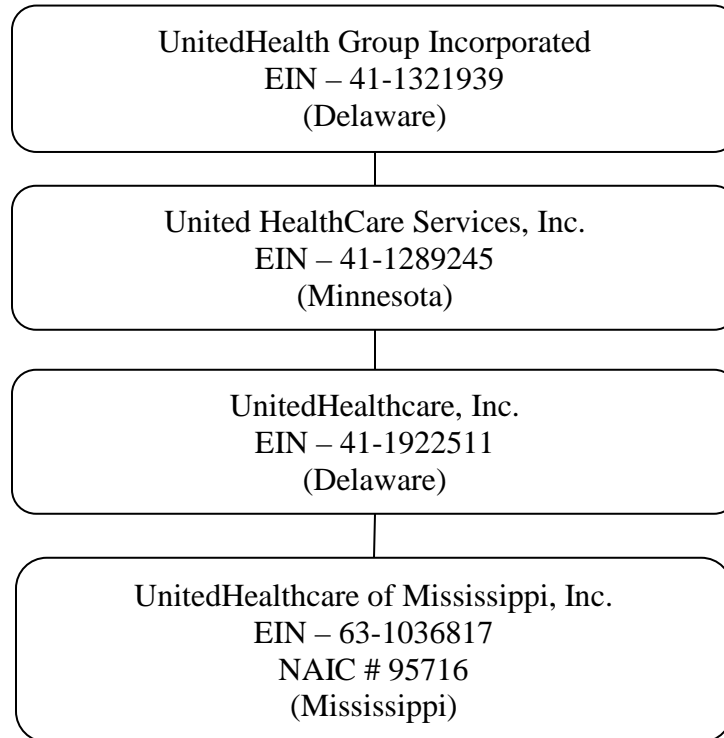 UnitedHealth Group Incorporated
EIN – 41-1321939
(Delaware)
United HealthCare Services, Inc.
EIN – 41-1289245
(Minnesota)
UnitedHealthcare, Inc.
EIN – 41-1922511
(Delaware)
UnitedHealthcare of Mississippi, Inc.
EIN – 63-1036817
NAIC # 95716
(Mississippi)